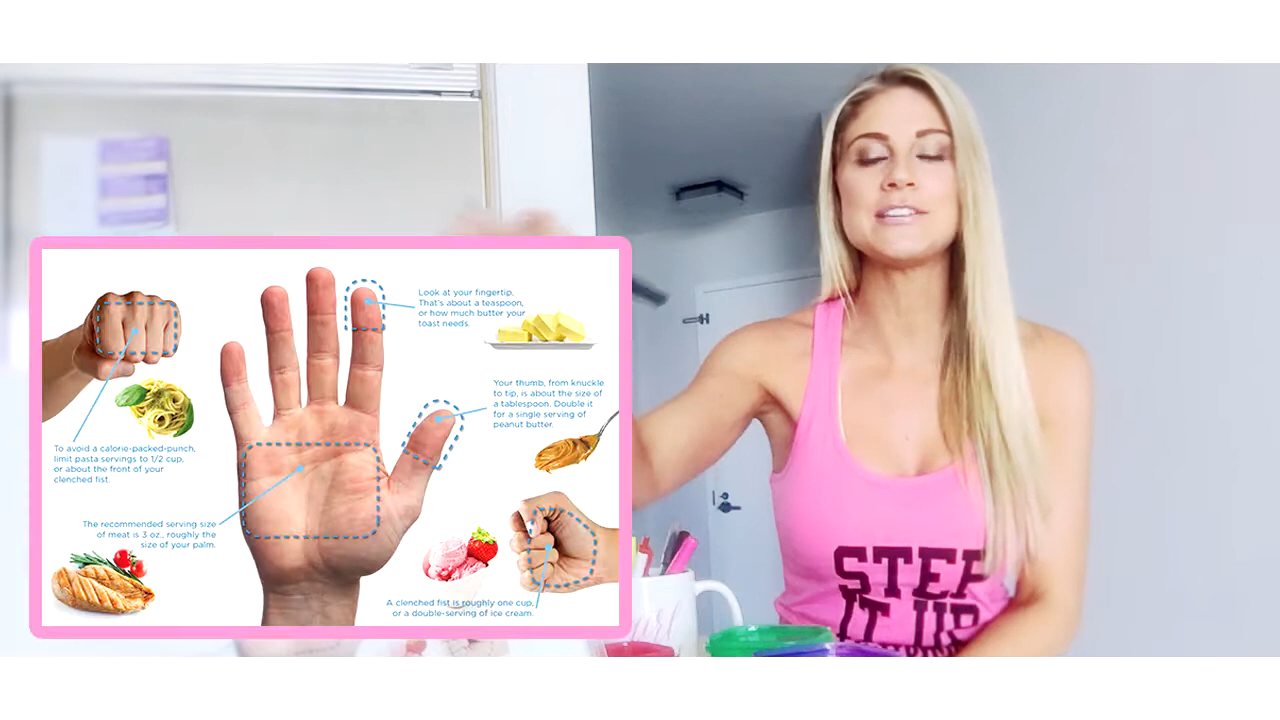 Look at your fingertip.
That's about a teaspoon,
or how much butter your
toast needs.
Your thumb, from knuckle
to tip, is about the size of
a tablespoon. Double it
for a single serving of
peanut butter.
To avoid a calorie-packed-punch,
limit pasta servings to 1/2 cup,
or about the front of your
clenched fist.
The recommended serving size
of meat is 3 oz., roughly the
size of your palm.
A clenched fist is roughly one cup,
or a double-serving of ice cream.
STEP
IT UP